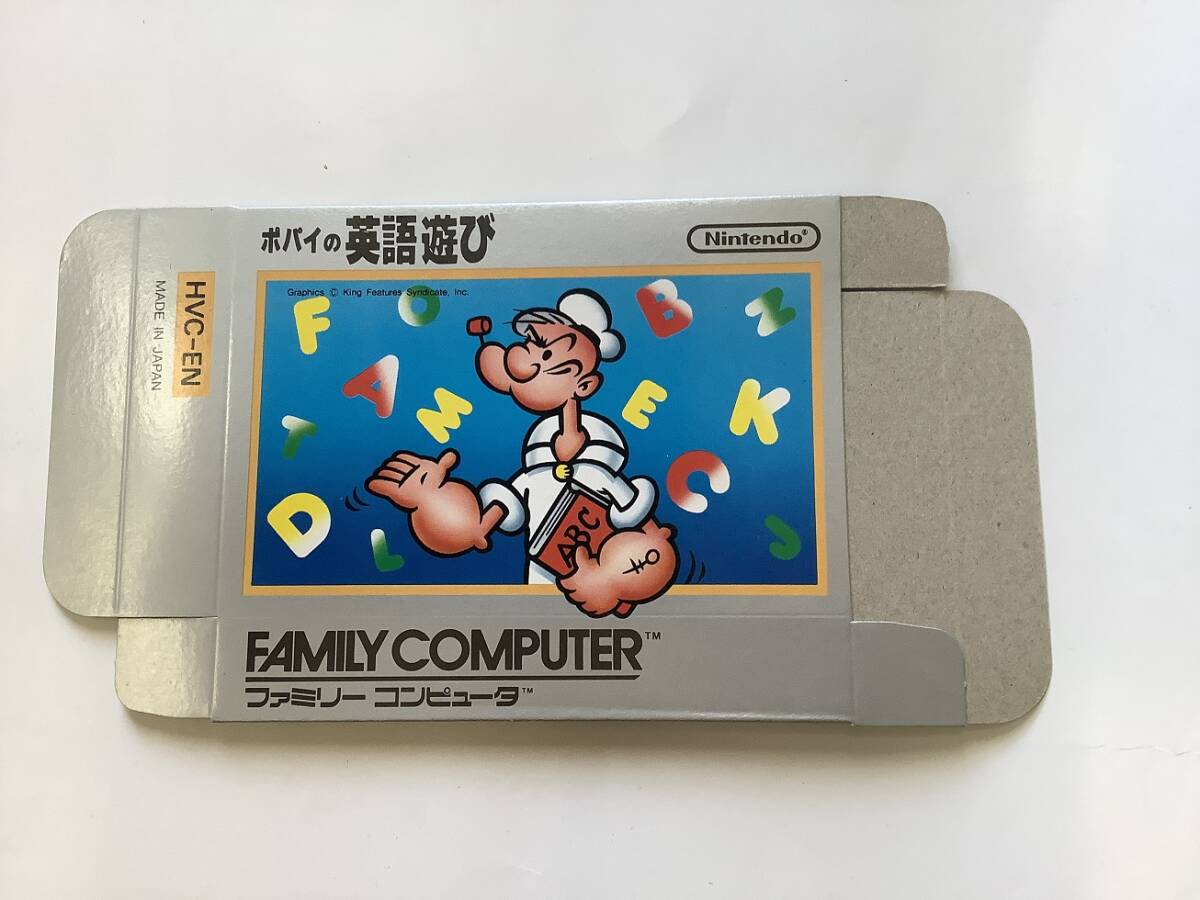 ポパイの英語遊び
Nintendo®
Graphics © King Features Syndicate, Inc.
F
O
B
N
A
M
E
K
T
C
D
L
J
ABC
HVC-EN
MADE IN JAPAN
FAMILY COMPUTER™
ファミリー コンピュータ™